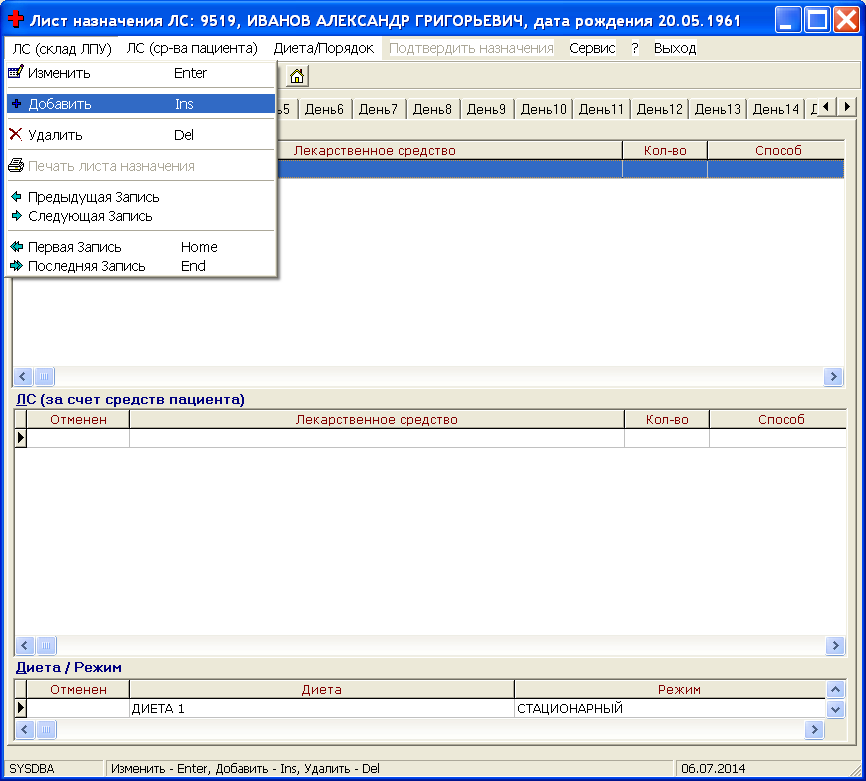 Лист назначения ЛС: 9519, ИВАНОВ АЛЕКСАНДР ГРИГОРЬЕВИЧ, дата рождения 20.05.1961
ЛС (склад ЛПУ) ЛС (ср-ва пациента) Диета/Порядок Подтвердить назначения Сервис ? Выход
Изменить Enter
Добавить Ins
Удалить Del
Печать листа назначения
Предыдущая Запись
Следующая Запись
Первая Запись Home
Последняя Запись End
ь5 День6 День7 День8 День9 День10 День11 День12 День13 День14
Лекарственное средство Кол-во Способ
ЛС (за счет средств пациента)
Отменен Лекарственное средство Кол-во Способ
Диета / Режим
Отменен Диета Режим
ДИЕТА 1 СТАЦИОНАРНЫЙ
SYSDBA Изменить - Enter, Добавить - Ins, Удалить - Del 06.07.2014